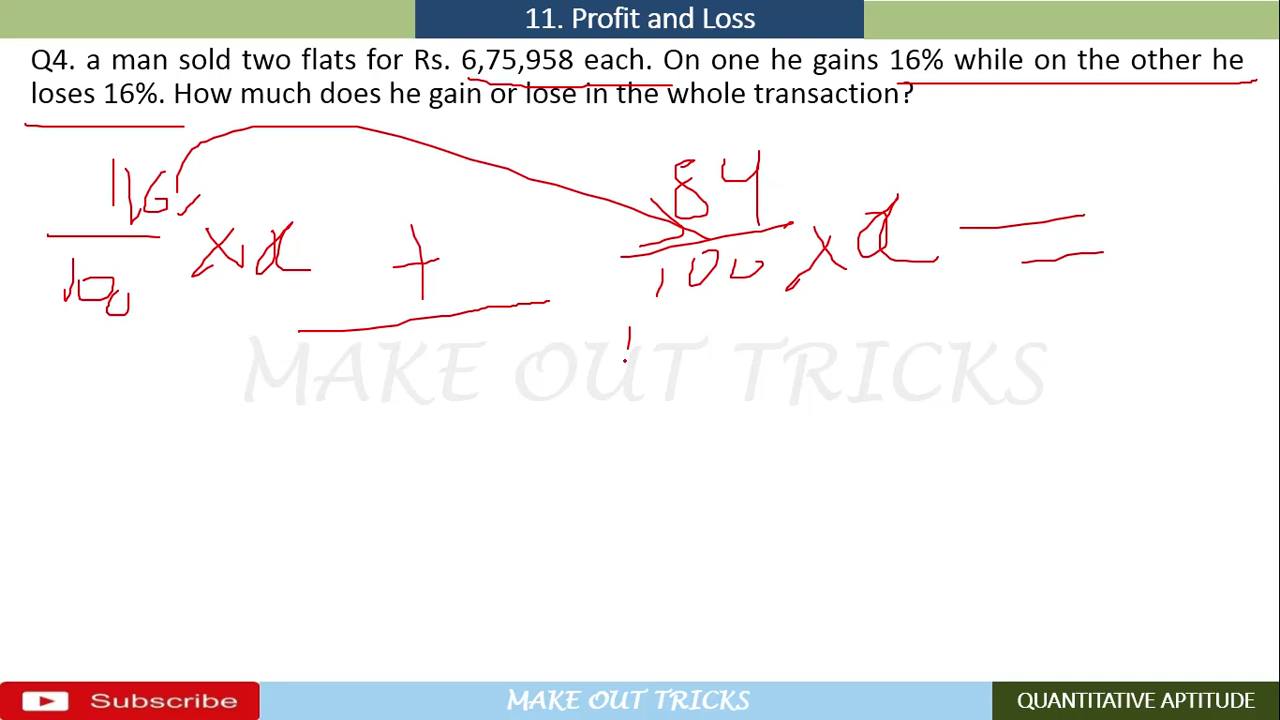 11. Profit and Loss
Q4. a man sold two flats for Rs. 6,75,958 each. On one he gains 16% while on the other he
loses 16%. How much does he gain or lose in the whole transaction?
116 84
× x + × x =
100 100
MAKE OUT TRICKS
Subscribe
MAKE OUT TRICKS
QUANTITATIVE APTITUDE